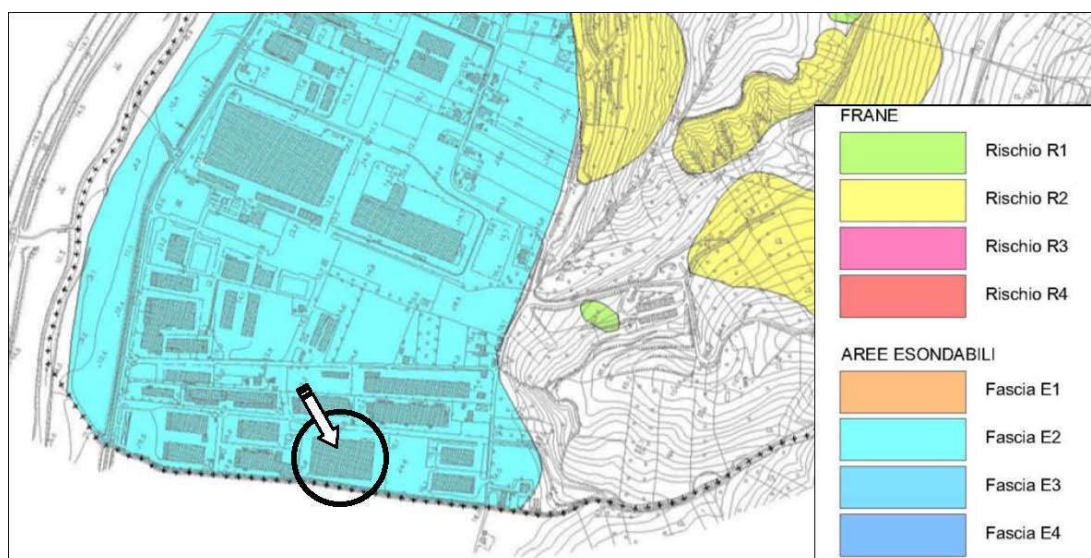 FRANE
Rischio R1
Rischio R2
Rischio R3
Rischio R4
AREE ESONDABILI
Fascia E1
Fascia E2
Fascia E3
Fascia E4